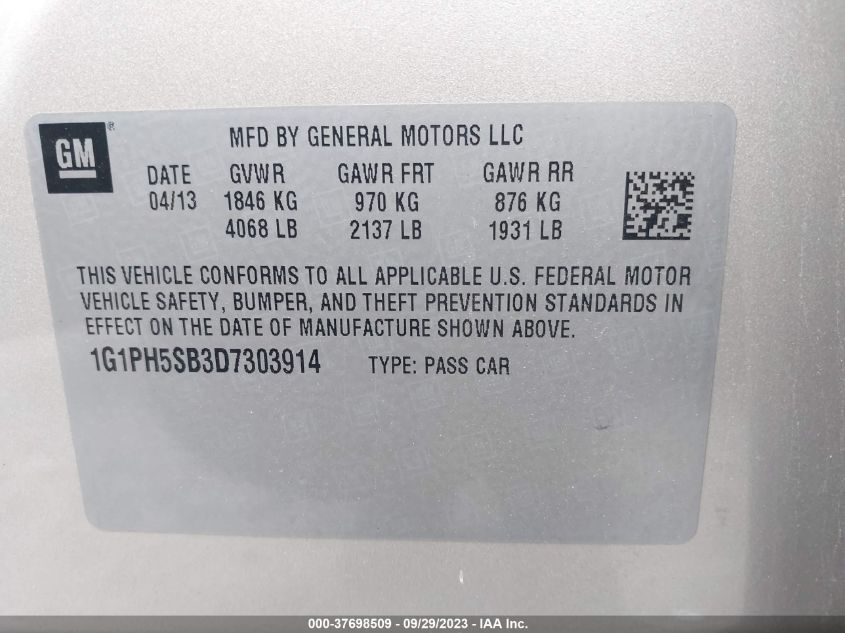 GM®
MFD BY GENERAL MOTORS LLC
DATE GVWR GAWR FRT GAWR RR
04/13 1846 KG 970 KG 876 KG
4068 LB 2137 LB 1931 LB
THIS VEHICLE CONFORMS TO ALL APPLICABLE U.S. FEDERAL MOTOR
VEHICLE SAFETY, BUMPER, AND THEFT PREVENTION STANDARDS IN
EFFECT ON THE DATE OF MANUFACTURE SHOWN ABOVE.
1G1PH5SB3D7303914 TYPE: PASS CAR
000-37698509 - 09/29/2023 - IAA Inc.